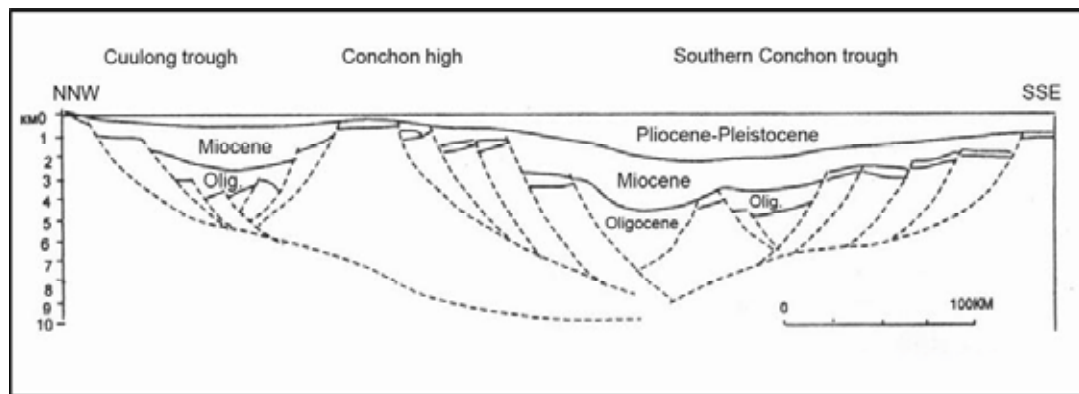 Cuulong trough Conchon high Southern Conchon trough
NNW SSE
КМ0
1
2
3
4
5
6
7
8
9
10
Pliocene-Pleistocene
Miocene
Miocene
Olig.
Olig.
Oligocene
0 100KM